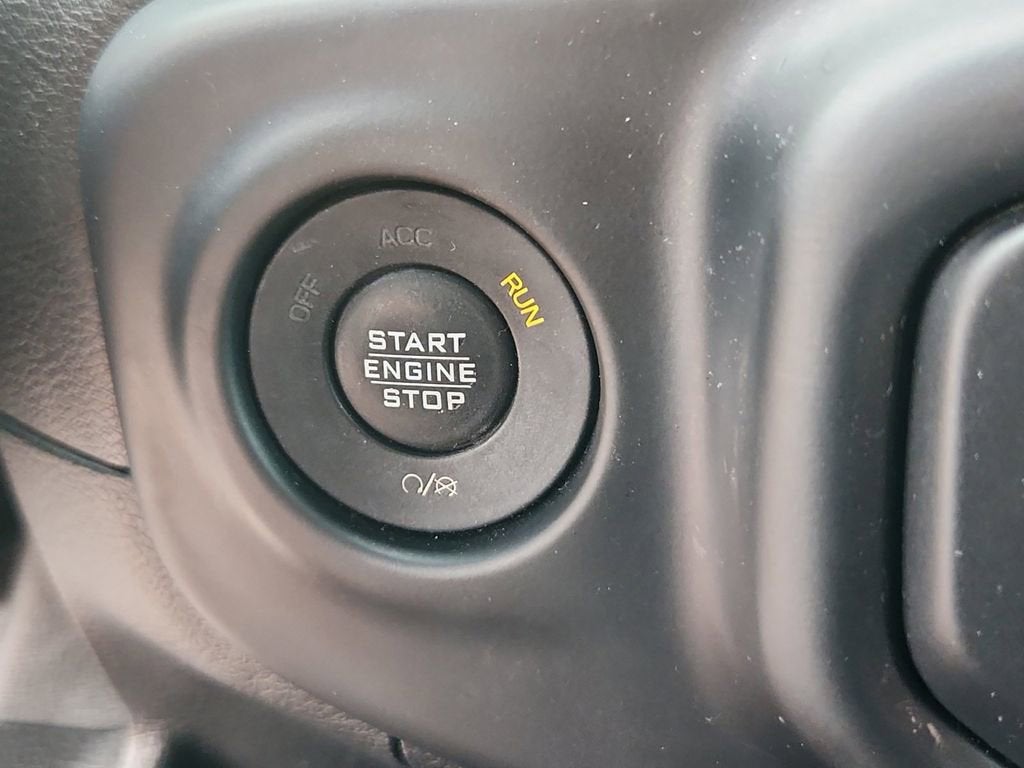 ACC
OFF
RUN
START
ENGINE
STOP